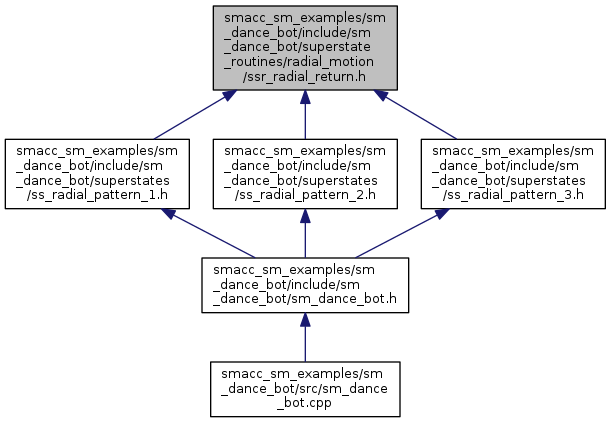 smacc_sm_examples/sm
_dance_bot/include/sm
_dance_bot/superstate
_routines/radial_motion
/ssr_radial_return.h
smacc_sm_examples/sm
_dance_bot/include/sm
_dance_bot/superstates
/ss_radial_pattern_1.h
smacc_sm_examples/sm
_dance_bot/include/sm
_dance_bot/superstates
/ss_radial_pattern_2.h
smacc_sm_examples/sm
_dance_bot/include/sm
_dance_bot/superstates
/ss_radial_pattern_3.h
smacc_sm_examples/sm
_dance_bot/include/sm
_dance_bot/sm_dance_bot.h
smacc_sm_examples/sm
_dance_bot/src/sm_dance
_bot.cpp